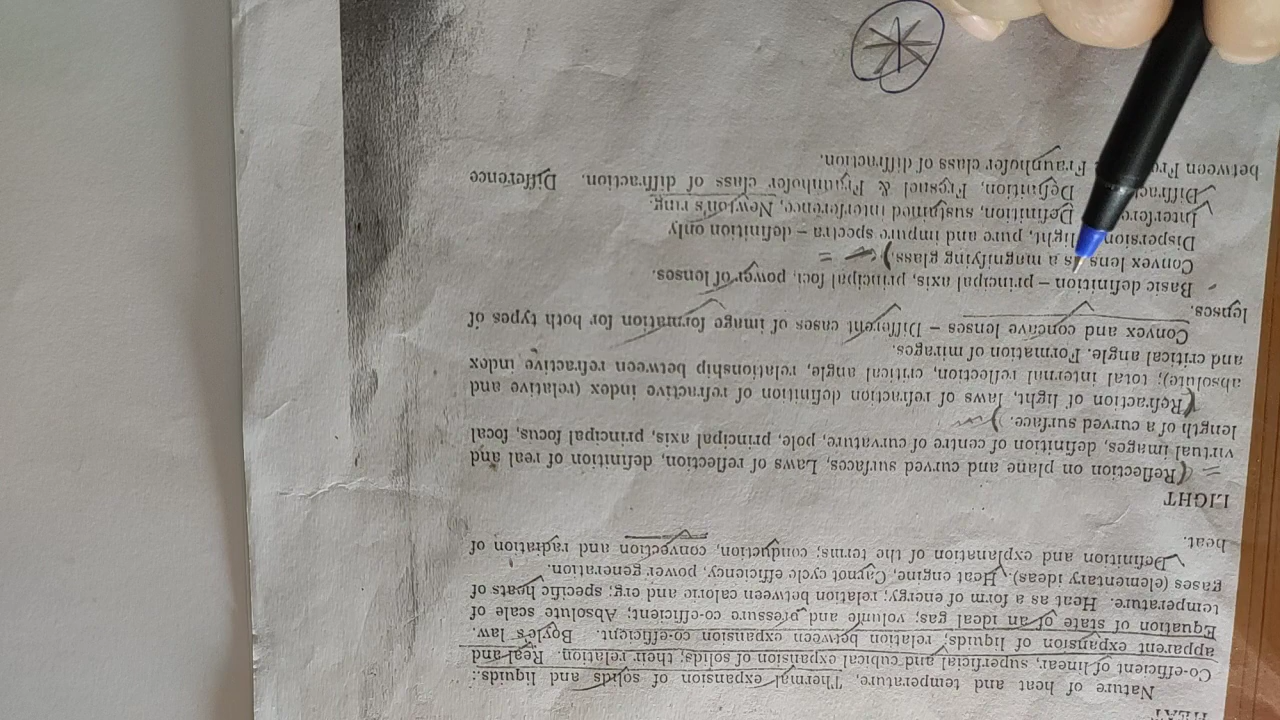 HEAT
Nature of heat and temperature, Thermal expansion of solids and liquids.:
Co-efficient of linear, superficial and cubical expansion of solids; their relation. Real and
apparent expansion of liquids; relation between expansion co-efficient. Boyle's law,
Equation of state of an ideal gas; volume and pressure co-efficient; Absolute scale of
temperature. Heat as a form of energy; relation between calorie and erg; specific heats of
gases (elementary ideas). Heat engine, Carnot cycle efficiency, power generation.
Definition and explanation of the terms; conduction, convection and radiation of
heat.
LIGHT
Reflection on plane and curved surfaces, Laws of reflection, definition of real and
virtual images, definition of centre of curvature, pole, principal axis, principal focus, focal
length of a curved surface.
Refraction of light, laws of refraction definition of refractive index (relative and
absolute); total internal reflection, critical angle, relationship between refractive index
and critical angle. Formation of mirages.
Convex and concave lenses – Different cases of image formation for both types of
lenses.
Basic definition – principal axis, principal foci, power of lenses
Convex lens as a magnifying glass.
Dispersion light, pure and impure spectra – definition only
Definition, sustained interference, Newton's ring.
Definition, Fresnel & Fraunhofer class of diffraction. Difference
between Fraunhofer class of diffraction.